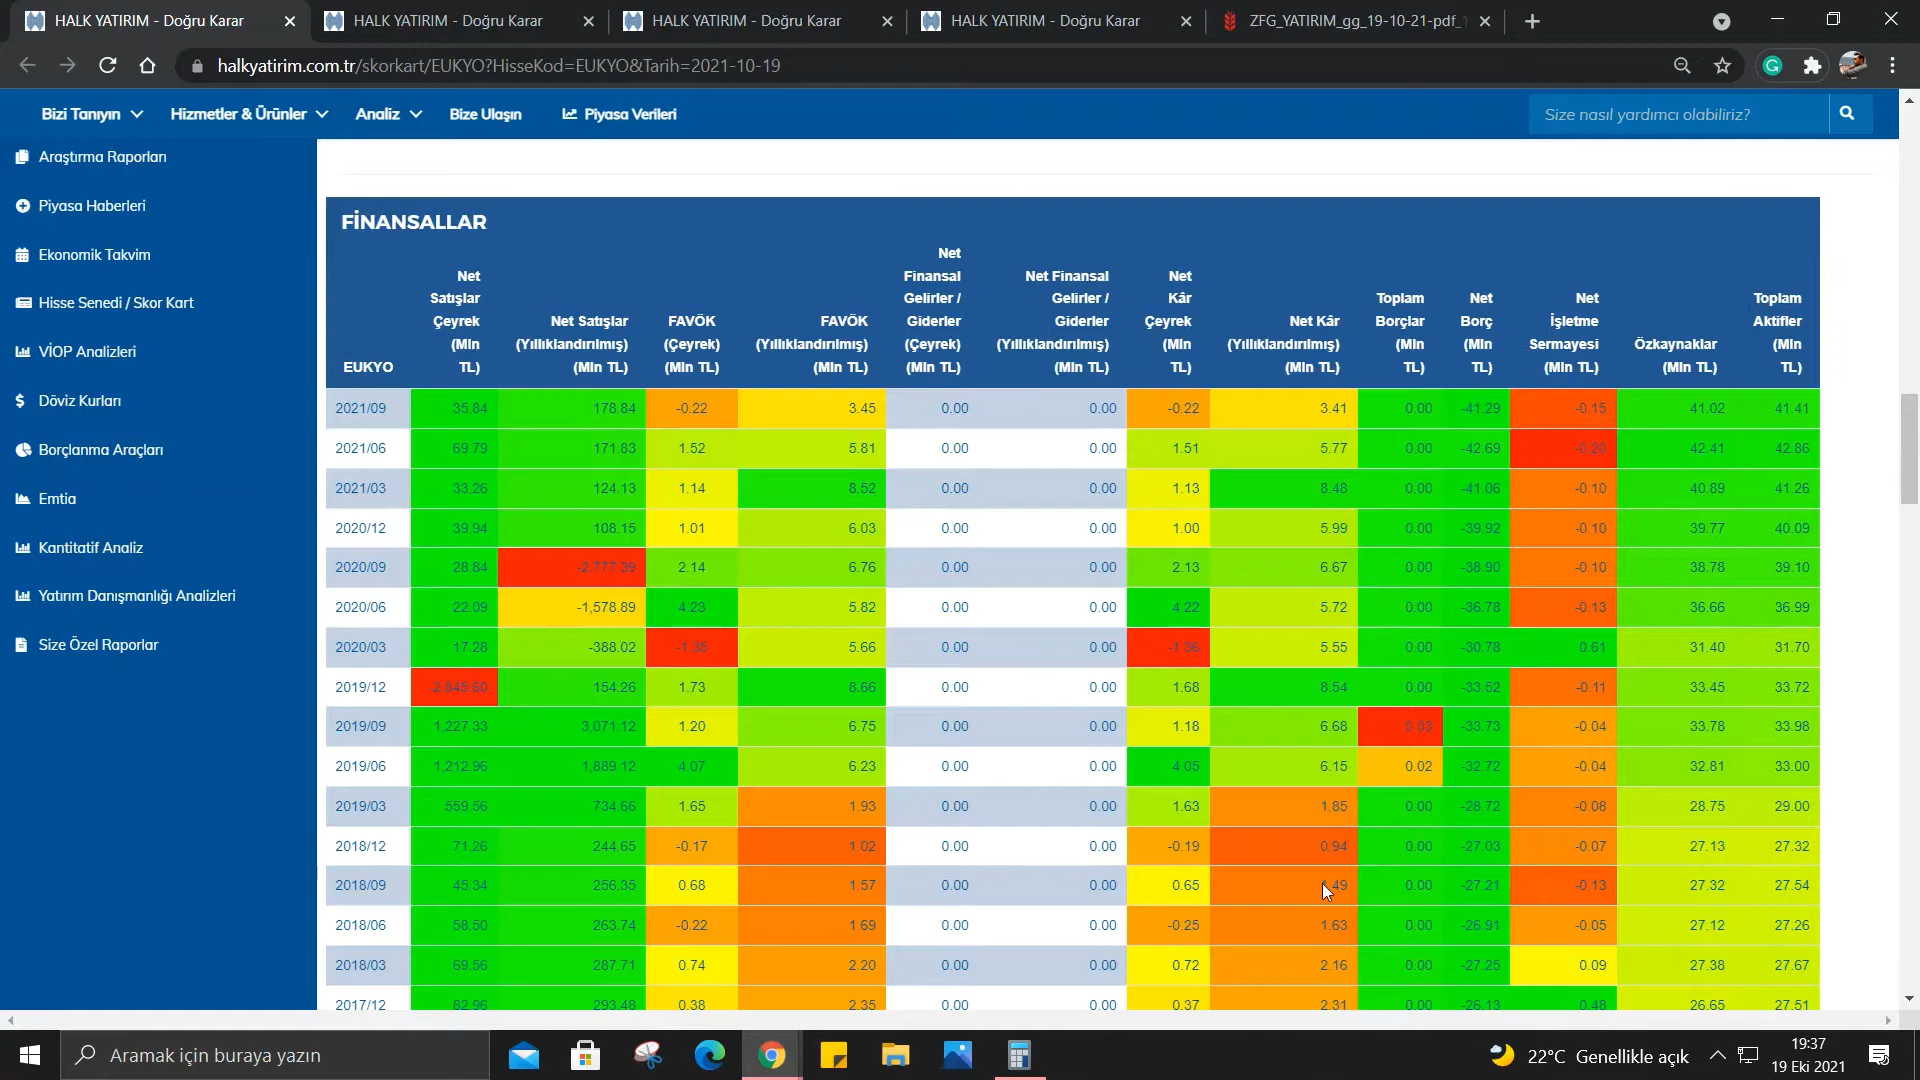 HALK YATIRIM - Doğru Karar
HALK YATIRIM - Doğru Karar
HALK YATIRIM - Doğru Karar
HALK YATIRIM - Doğru Karar
ZFG_YATIRIM_gg_19-10-21-pdf_
halkyatirim.com.tr/skorkart/EUKYO?HisseKod=EUKYO&Tarih=2021-10-19
Bizi Tanıyın Hizmetler & Ürünler Analiz Bize Ulaşın Piyasa Verileri
Size nasıl yardımcı olabiliriz?
Araştırma Raporları
Piyasa Haberleri
Ekonomik Takvim
Hisse Senedi / Skor Kart
VİOP Analizleri
Döviz Kurları
Borçlanma Araçları
Emtia
Kantitatif Analiz
Yatırım Danışmanlığı Analizleri
Size Özel Raporlar
FİNANSALLAR
EUKYO
Net
Satışlar
Çeyrek
(Mln
TL)
Net Satışlar
(Yıllıklandırılmış)
(Mln TL)
FAVÖK
(Çeyrek)
(Mln TL)
FAVÖK
(Yıllıklandırılmış)
(Mln TL)
Net
Finansal
Gelirler /
Giderler
(Çeyrek)
(Mln TL)
Net Finansal
Gelirler /
Giderler
(Yıllıklandırılmış)
(Mln TL)
Net
Kâr
Çeyrek
(Mln
TL)
Net Kâr
(Yıllıklandırılmış)
(Mln TL)
Toplam
Borçlar
(Mln
TL)
Net
Borç
(Mln
TL)
Net
İşletme
Sermayesi
(Mln TL)
Özkaynaklar
(Mln TL)
Toplam
Aktifler
(Mln
TL)
2021/09 35.84 178.84 -0.22 3.45 0.00 0.00 -0.22 3.41 0.00 -41.29 -0.15 41.02 41.41
2021/06 69.79 171.83 1.52 5.81 0.00 0.00 1.51 5.77 0.00 -42.69 -0.20 42.41 42.86
2021/03 33.26 124.13 1.14 8.52 0.00 0.00 1.13 8.48 0.00 -41.06 -0.10 40.89 41.26
2020/12 39.94 108.15 1.01 6.03 0.00 0.00 1.00 5.99 0.00 -39.92 -0.10 39.77 40.09
2020/09 28.84 -2,777.39 2.14 6.76 0.00 0.00 2.13 6.67 0.00 -38.90 -0.10 38.78 39.10
2020/06 22.09 -1,578.89 4.23 5.82 0.00 0.00 4.22 5.72 0.00 -36.78 -0.13 36.66 36.99
2020/03 17.28 -388.02 -1.35 5.66 0.00 0.00 -1.36 5.55 0.00 -30.78 0.61 31.40 31.70
2019/12 -2,845.60 154.26 1.73 8.66 0.00 0.00 1.68 8.54 0.00 -33.52 -0.11 33.45 33.72
2019/09 1,227.33 3,071.12 1.20 6.75 0.00 0.00 1.18 6.68 0.03 -33.73 -0.04 33.78 33.98
2019/06 1,212.96 1,889.12 4.07 6.23 0.00 0.00 4.05 6.15 0.02 -32.72 -0.04 32.81 33.00
2019/03 559.56 734.66 1.65 1.93 0.00 0.00 1.63 1.85 0.00 -28.72 -0.08 28.75 29.00
2018/12 71.26 244.65 -0.17 1.02 0.00 0.00 -0.19 0.94 0.00 -27.03 -0.07 27.13 27.32
2018/09 45.34 256.35 0.68 1.57 0.00 0.00 0.65 1.49 0.00 -27.21 -0.13 27.32 27.54
2018/06 58.50 263.74 -0.22 1.69 0.00 0.00 -0.25 1.63 0.00 -26.91 -0.05 27.12 27.26
2018/03 69.56 287.71 0.74 2.20 0.00 0.00 0.72 2.16 0.00 -27.25 0.09 27.38 27.67
2017/12 82.96 293.48 0.38 2.35 0.00 0.00 0.37 2.31 0.00 -26.13 0.48 26.65 27.51
Aramak için buraya yazın
22°C Genellikle açık
19:37
19 Eki 2021